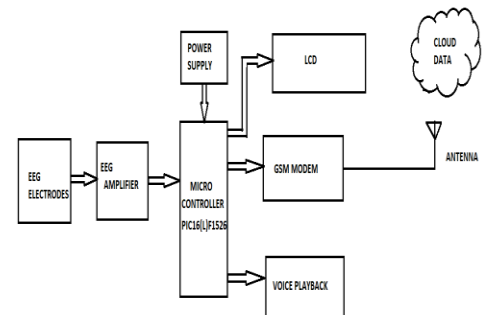 POWER
SUPPLY
LCD
CLOUD
DATA
EEG
ELECTRODES
EEG
AMPLIFIER
MICRO
CONTROLLER
PIC16(L)F1526
GSM MODEM
ANTENNA
VOICE PLAYBACK